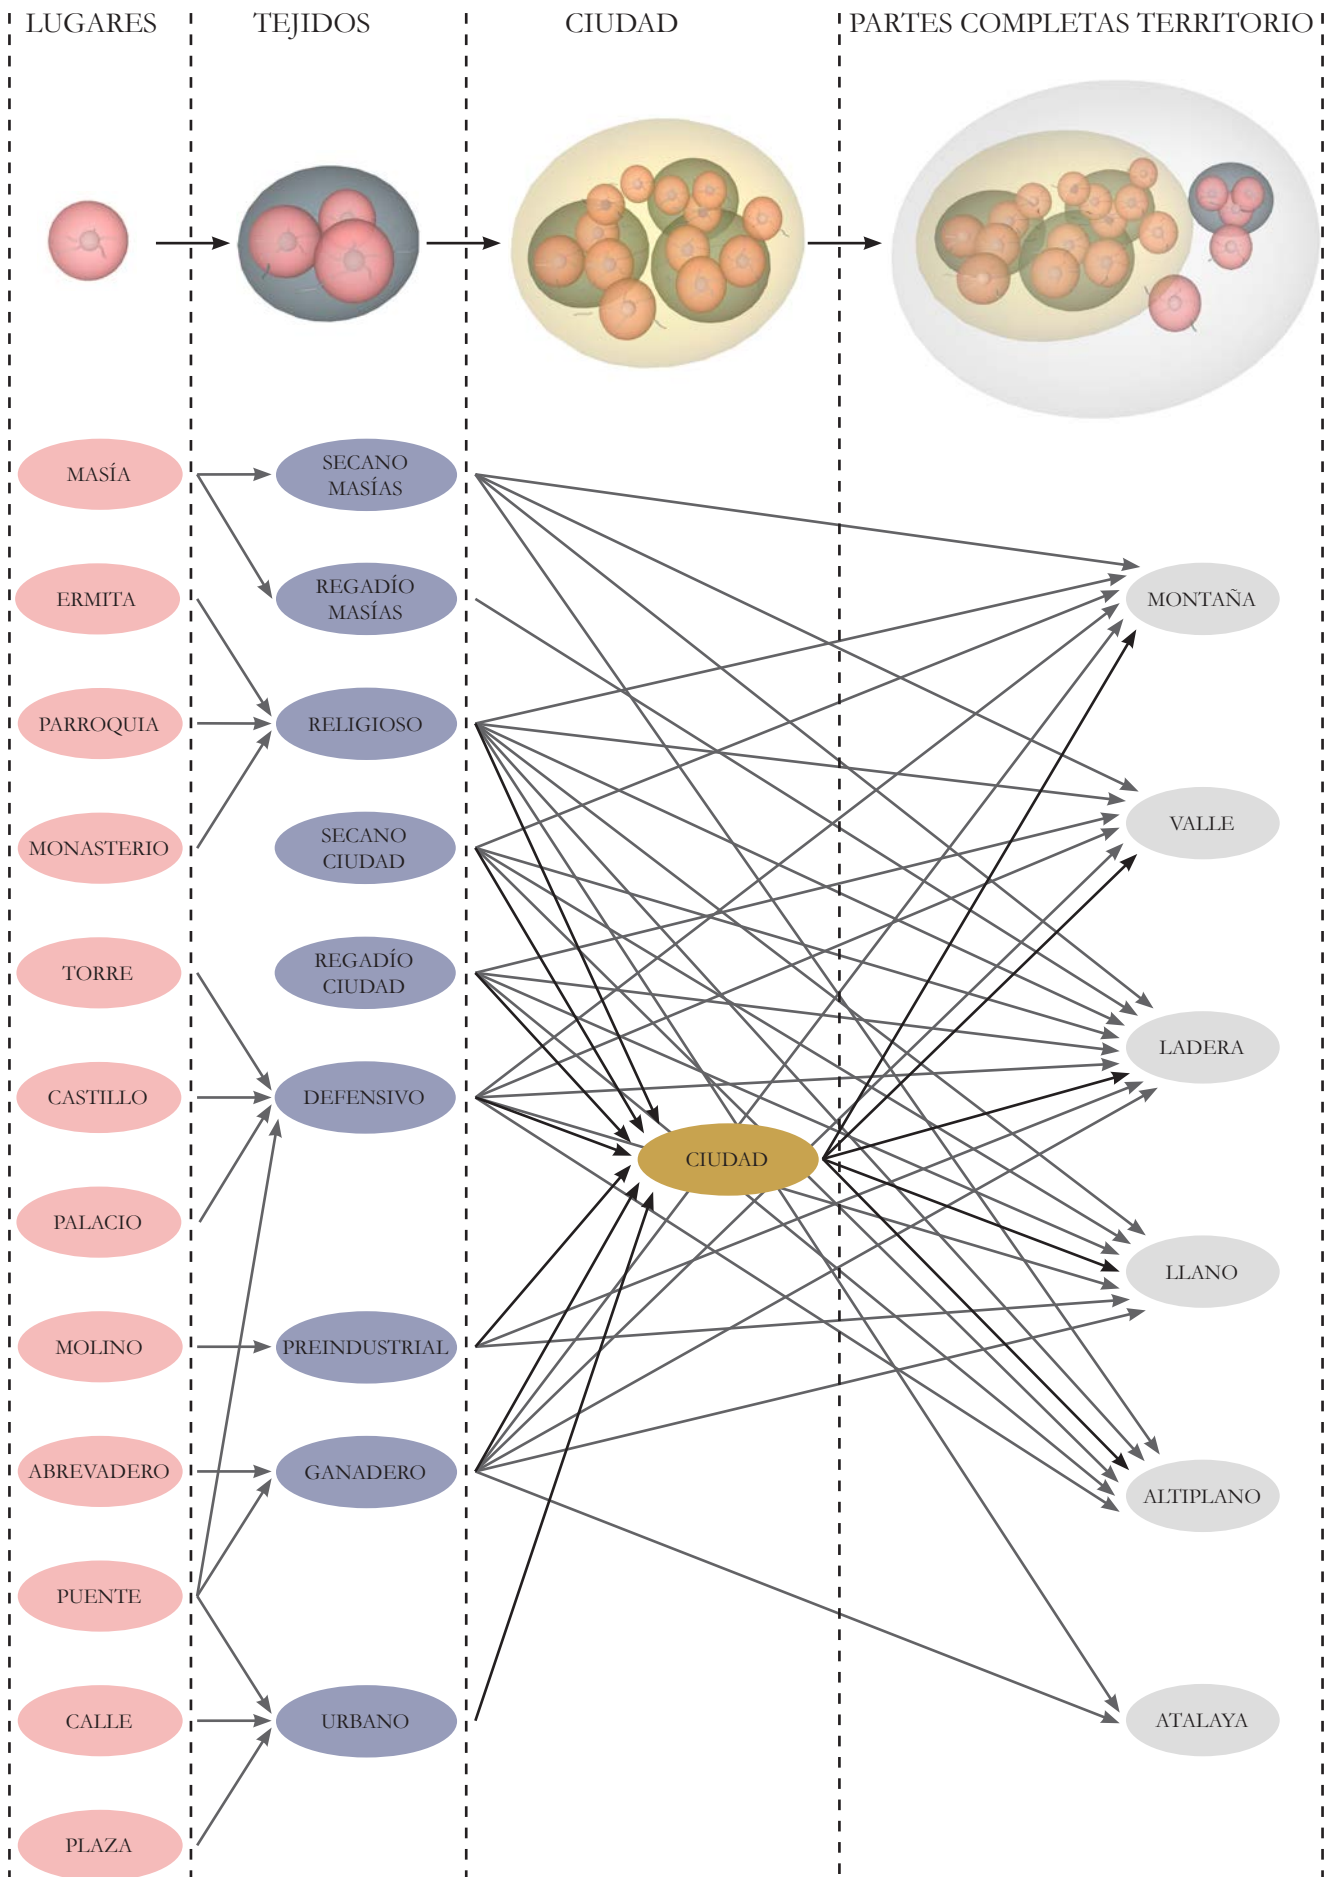 LUGARES
TEJIDOS
CIUDAD
PARTES COMPLETAS TERRITORIO
MASÍA
ERMITA
PARROQUIA
MONASTERIO
TORRE
CASTILLO
PALACIO
MOLINO
ABREVADERO
PUENTE
CALLE
PLAZA
SECANO
MASÍAS
REGADÍO
MASÍAS
RELIGIOSO
SECANO
CIUDAD
REGADÍO
CIUDAD
DEFENSIVO
PREINDUSTRIAL
GANADERO
URBANO
CIUDAD
MONTAÑA
VALLE
LADERA
LLANO
ALTIPLANO
ATALAYA